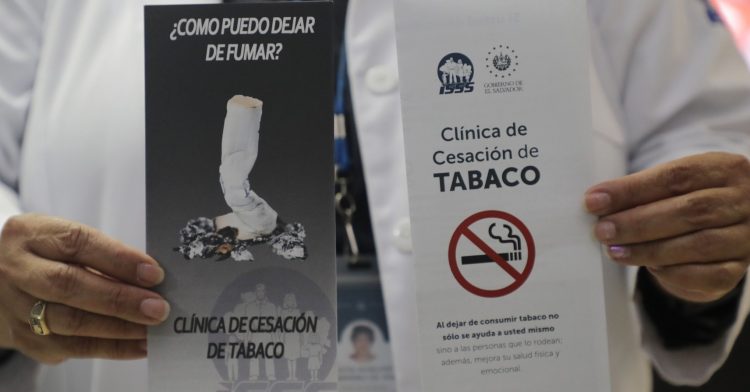 ¿COMO PUEDO DEJAR
DE FUMAR?
CLÍNICA DE CESACIÓN
DE TABACO
ISSS
GOBIERNO DE
EL SALVADOR
Clínica de
Cesación de
TABACO
Al dejar de consumir tabaco no
sólo se ayuda a usted mismo
sino a las personas que lo rodean;
además, mejora su salud física y
emocional.